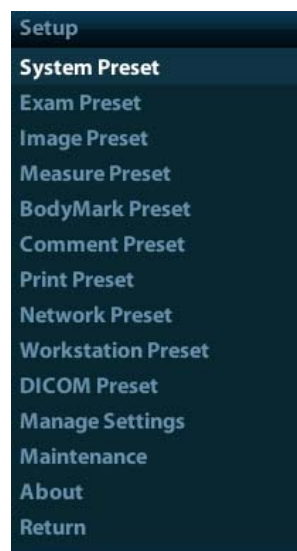 Setup
System Preset
Exam Preset
Image Preset
Measure Preset
BodyMark Preset
Comment Preset
Print Preset
Network Preset
Workstation Preset
DICOM Preset
Manage Settings
Maintenance
About
Return